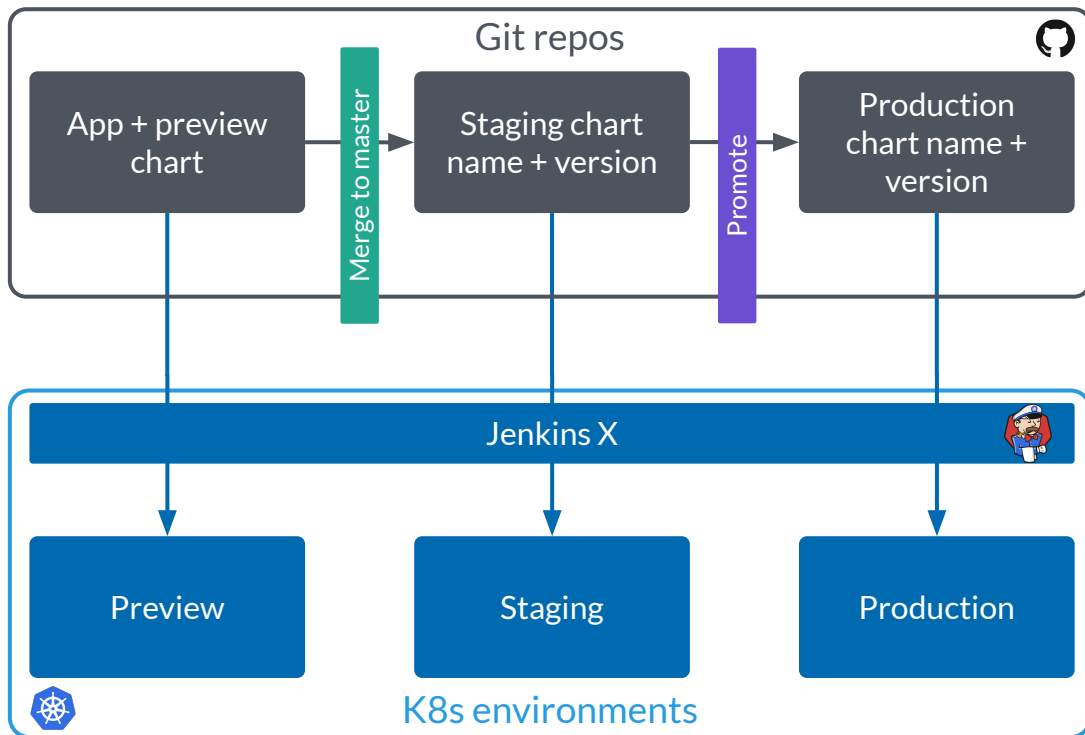 Git repos
App + preview
chart
Merge to master
Staging chart
name + version
Promote
Production
chart name +
version
Jenkins X
Preview
Staging
Production
K8s environments